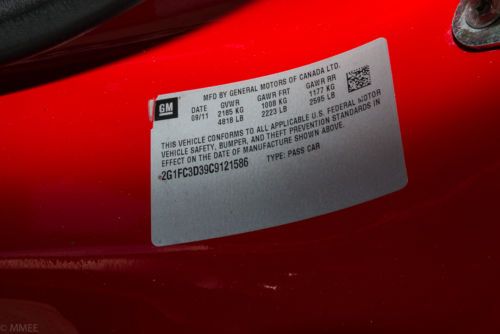 GM
MFD BY GENERAL MOTORS OF CANADA LTD.
DATE GVWR GAWR FRT GAWR RR
09/11 2185 KG 1008 KG 1177 KG
4818 LB 2223 LB 2595 LB
THIS VEHICLE CONFORMS TO ALL APPLICABLE U.S. FEDERAL MOTOR
VEHICLE SAFETY, BUMPER, AND THEFT PREVENTION STANDARDS IN
EFFECT ON THE DATE OF MANUFACTURE SHOWN ABOVE.
2G1FC3D39C9121586 TYPE: PASS CAR
© MMEE